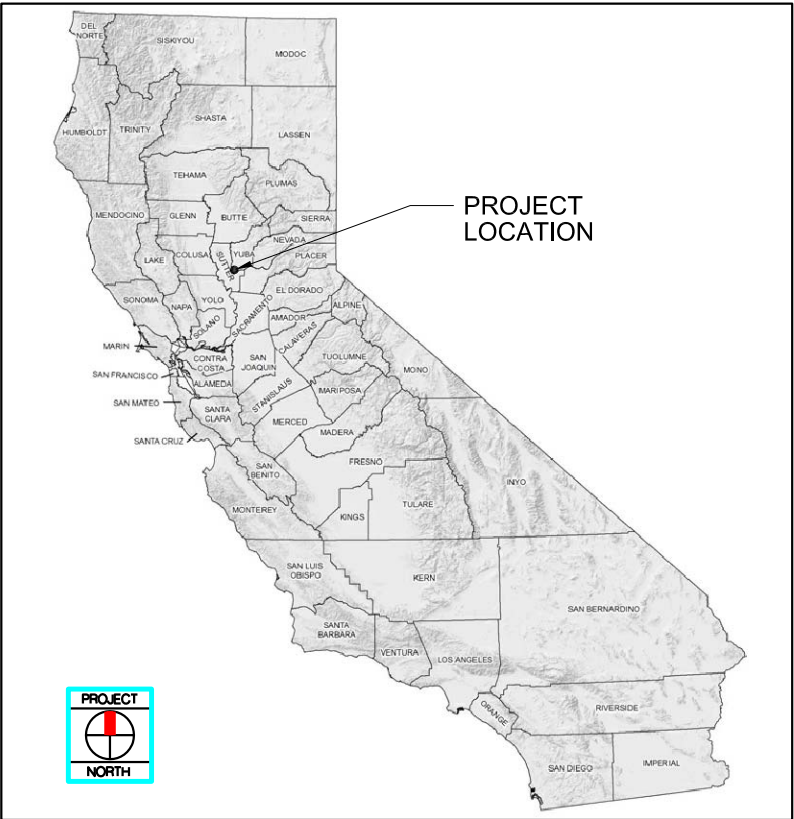 DEL
NORTE
SISKIYOU
MODOC
HUMBOLDT
TRINITY
SHASTA
LASSEN
TEHAMA
PLUMAS
MENDOCINO
GLENN
BUTTE
SIERRA
PROJECT
LOCATION
LAKE
COLUSA
SUTTER
YUBA
NEVADA
PLACER
SONOMA
NAPA
YOLO
SOLANO
SACRAMENTO
EL DORADO
ALPINE
AMADOR
CALAVERAS
MARIN
CONTRA
COSTA
SAN
JOAQUIN
TUOLUMNE
MONO
SAN FRANCISCO
ALAMEDA
STANISLAUS
MARIPOSA
SAN MATEO
SANTA
CLARA
MERCED
MADERA
SANTA CRUZ
SAN
BENITO
FRESNO
INYO
MONTEREY
KINGS
TULARE
SAN LUIS
OBISPO
KERN
SAN BERNARDINO
SANTA
BARBARA
VENTURA
LOS ANGELES
ORANGE
RIVERSIDE
SAN DIEGO
IMPERIAL
PROJECT
NORTH